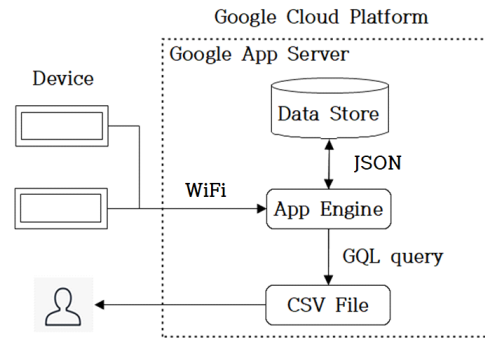 Google Cloud Platform
Google App Server
Device
Data Store
JSON
WiFi
App Engine
GQL query
CSV File